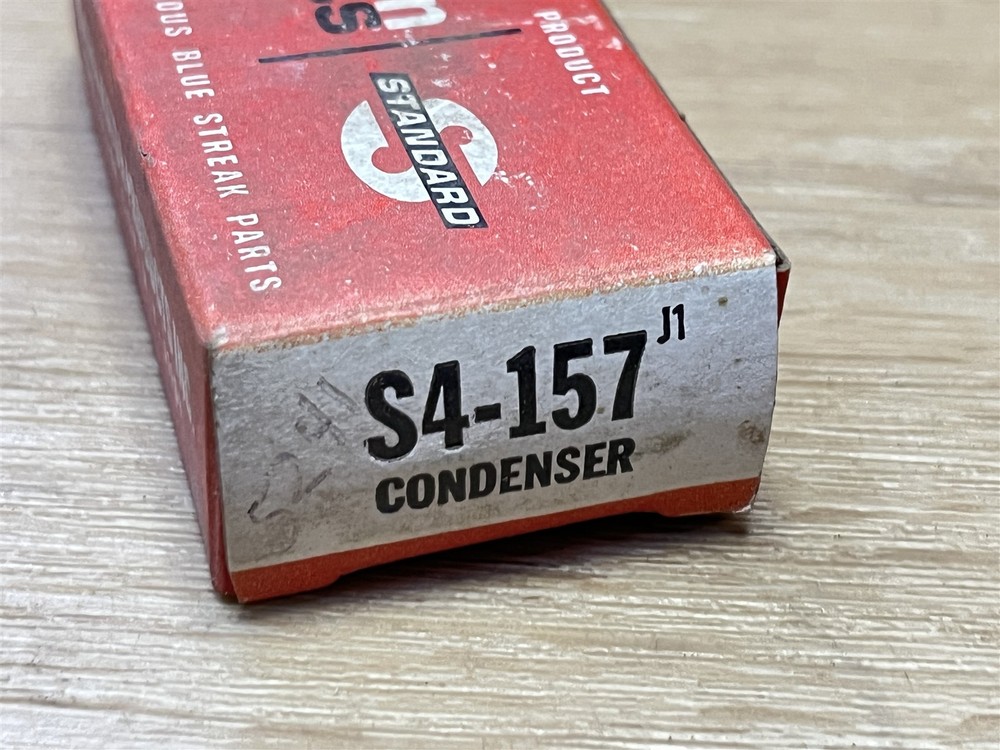 PRODUCT
STANDARD
OUS BLUE STREAK PARTS
S4-157 J1
CONDENSER